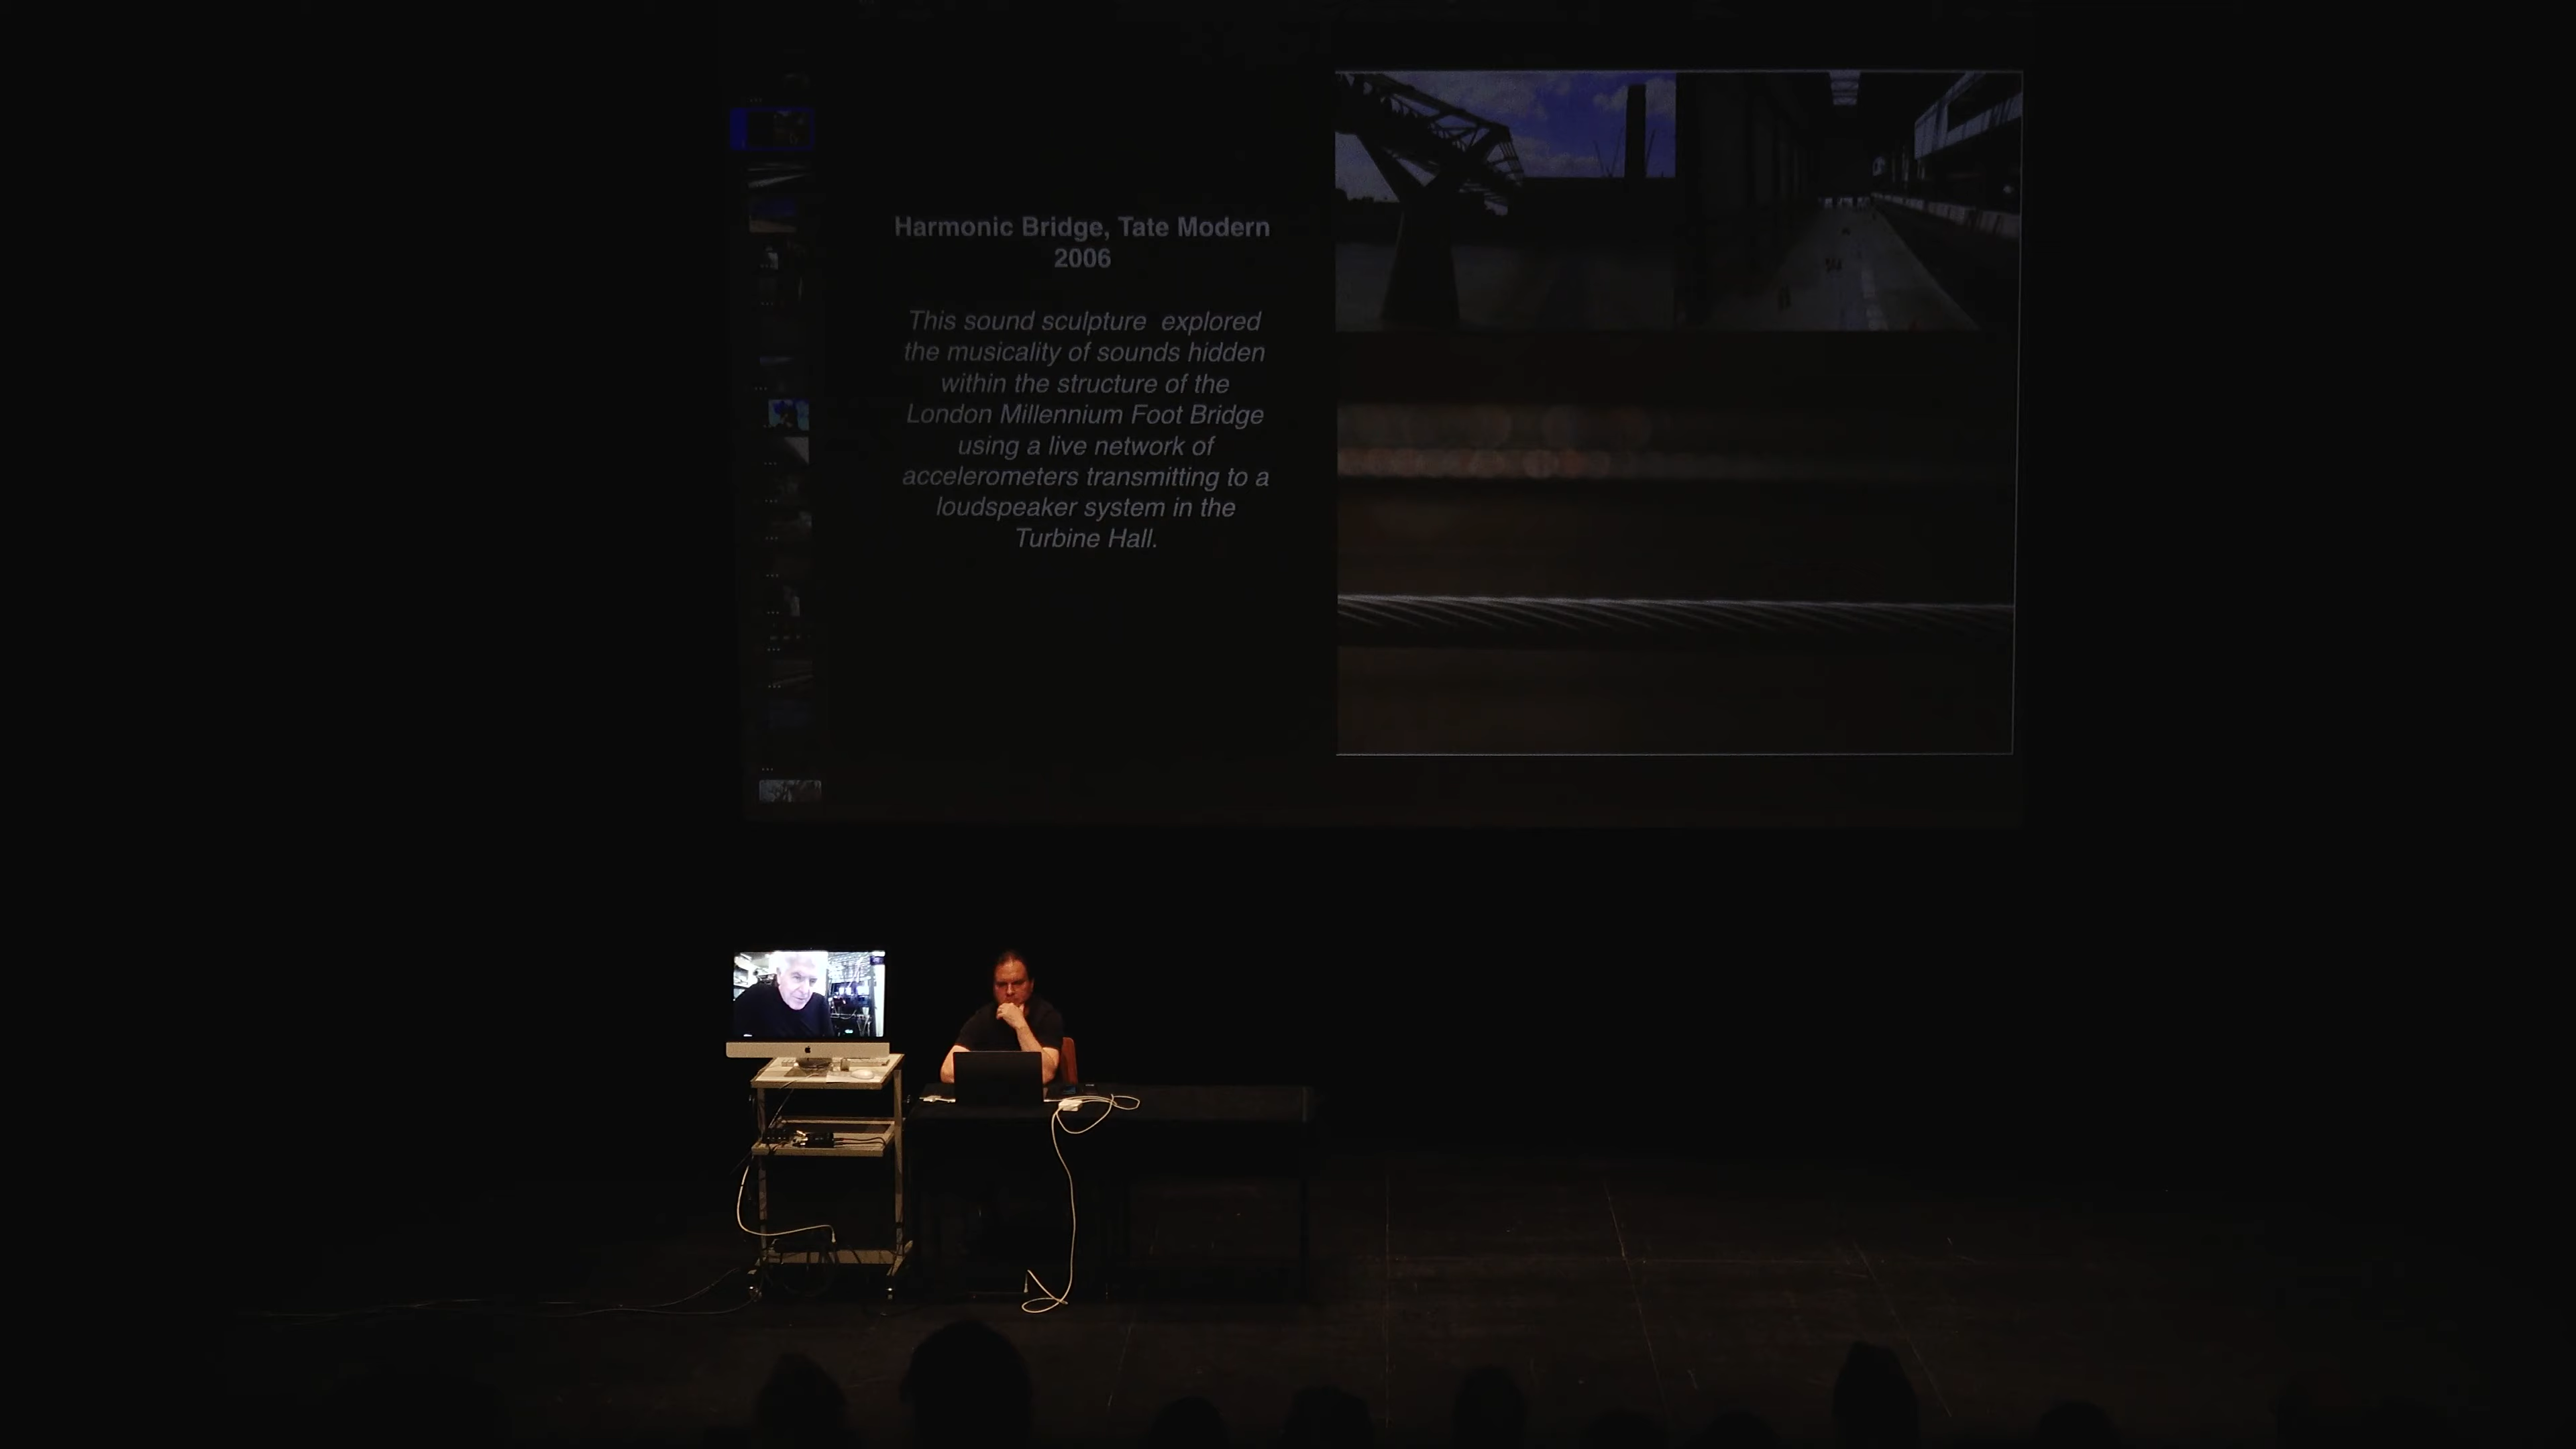 Harmonic Bridge, Tate Modern
2006
This sound sculpture  explored
the musicality of sounds hidden
within the structure of the
London Millennium Foot Bridge
using a live network of
accelerometers transmitting to a
loudspeaker system in the
Turbine Hall.